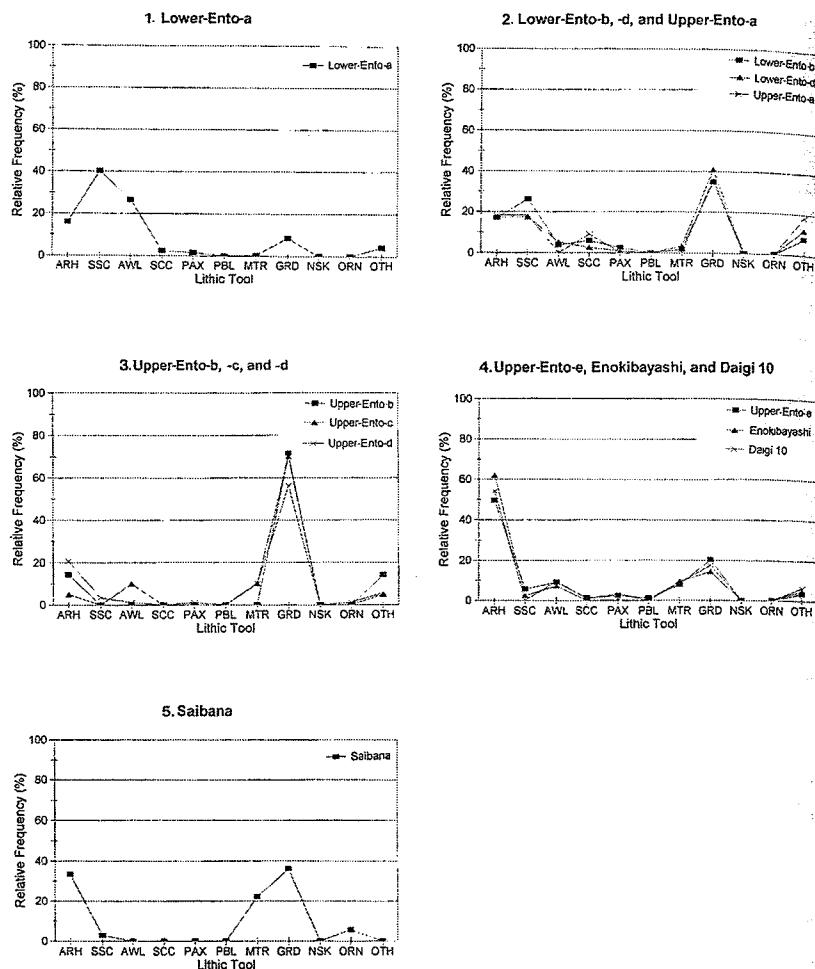 1. Lower-Ento-a
Relative Frequency (%)
100
80
60
40
20
0
Lower-Ento-a
ARH SSC AWL SCC PAX PBL MTR GRD NSK ORN OTH
Lithic Tool
2. Lower-Ento-b, -d, and Upper-Ento-a
Relative Frequency (%)
100
80
60
40
20
0
Lower-Ento-b
Lower-Ento-d
Upper-Ento-a
ARH SSC AWL SCC PAX PBL MTR GRD NSK ORN OTH
Lithic Tool
3. Upper-Ento-b, -c, and -d
Relative Frequency (%)
100
80
60
40
20
0
Upper-Ento-b
Upper-Ento-c
Upper-Ento-d
ARH SSC AWL SCC PAX PBL MTR GRD NSK ORN OTH
Lithic Tool
4. Upper-Ento-e, Enokibayashi, and Daigi 10
Relative Frequency (%)
100
80
60
40
20
0
Upper-Ento-e
Enokibayashi
Daigi 10
ARH SSC AWL SCC PAX PBL MTR GRD NSK ORN OTH
Lithic Tool
5. Saibana
Relative Frequency (%)
100
80
60
40
20
0
Saibana
ARH SSC AWL SCC PAX PBL MTR GRD NSK ORN OTH
Lithic Tool